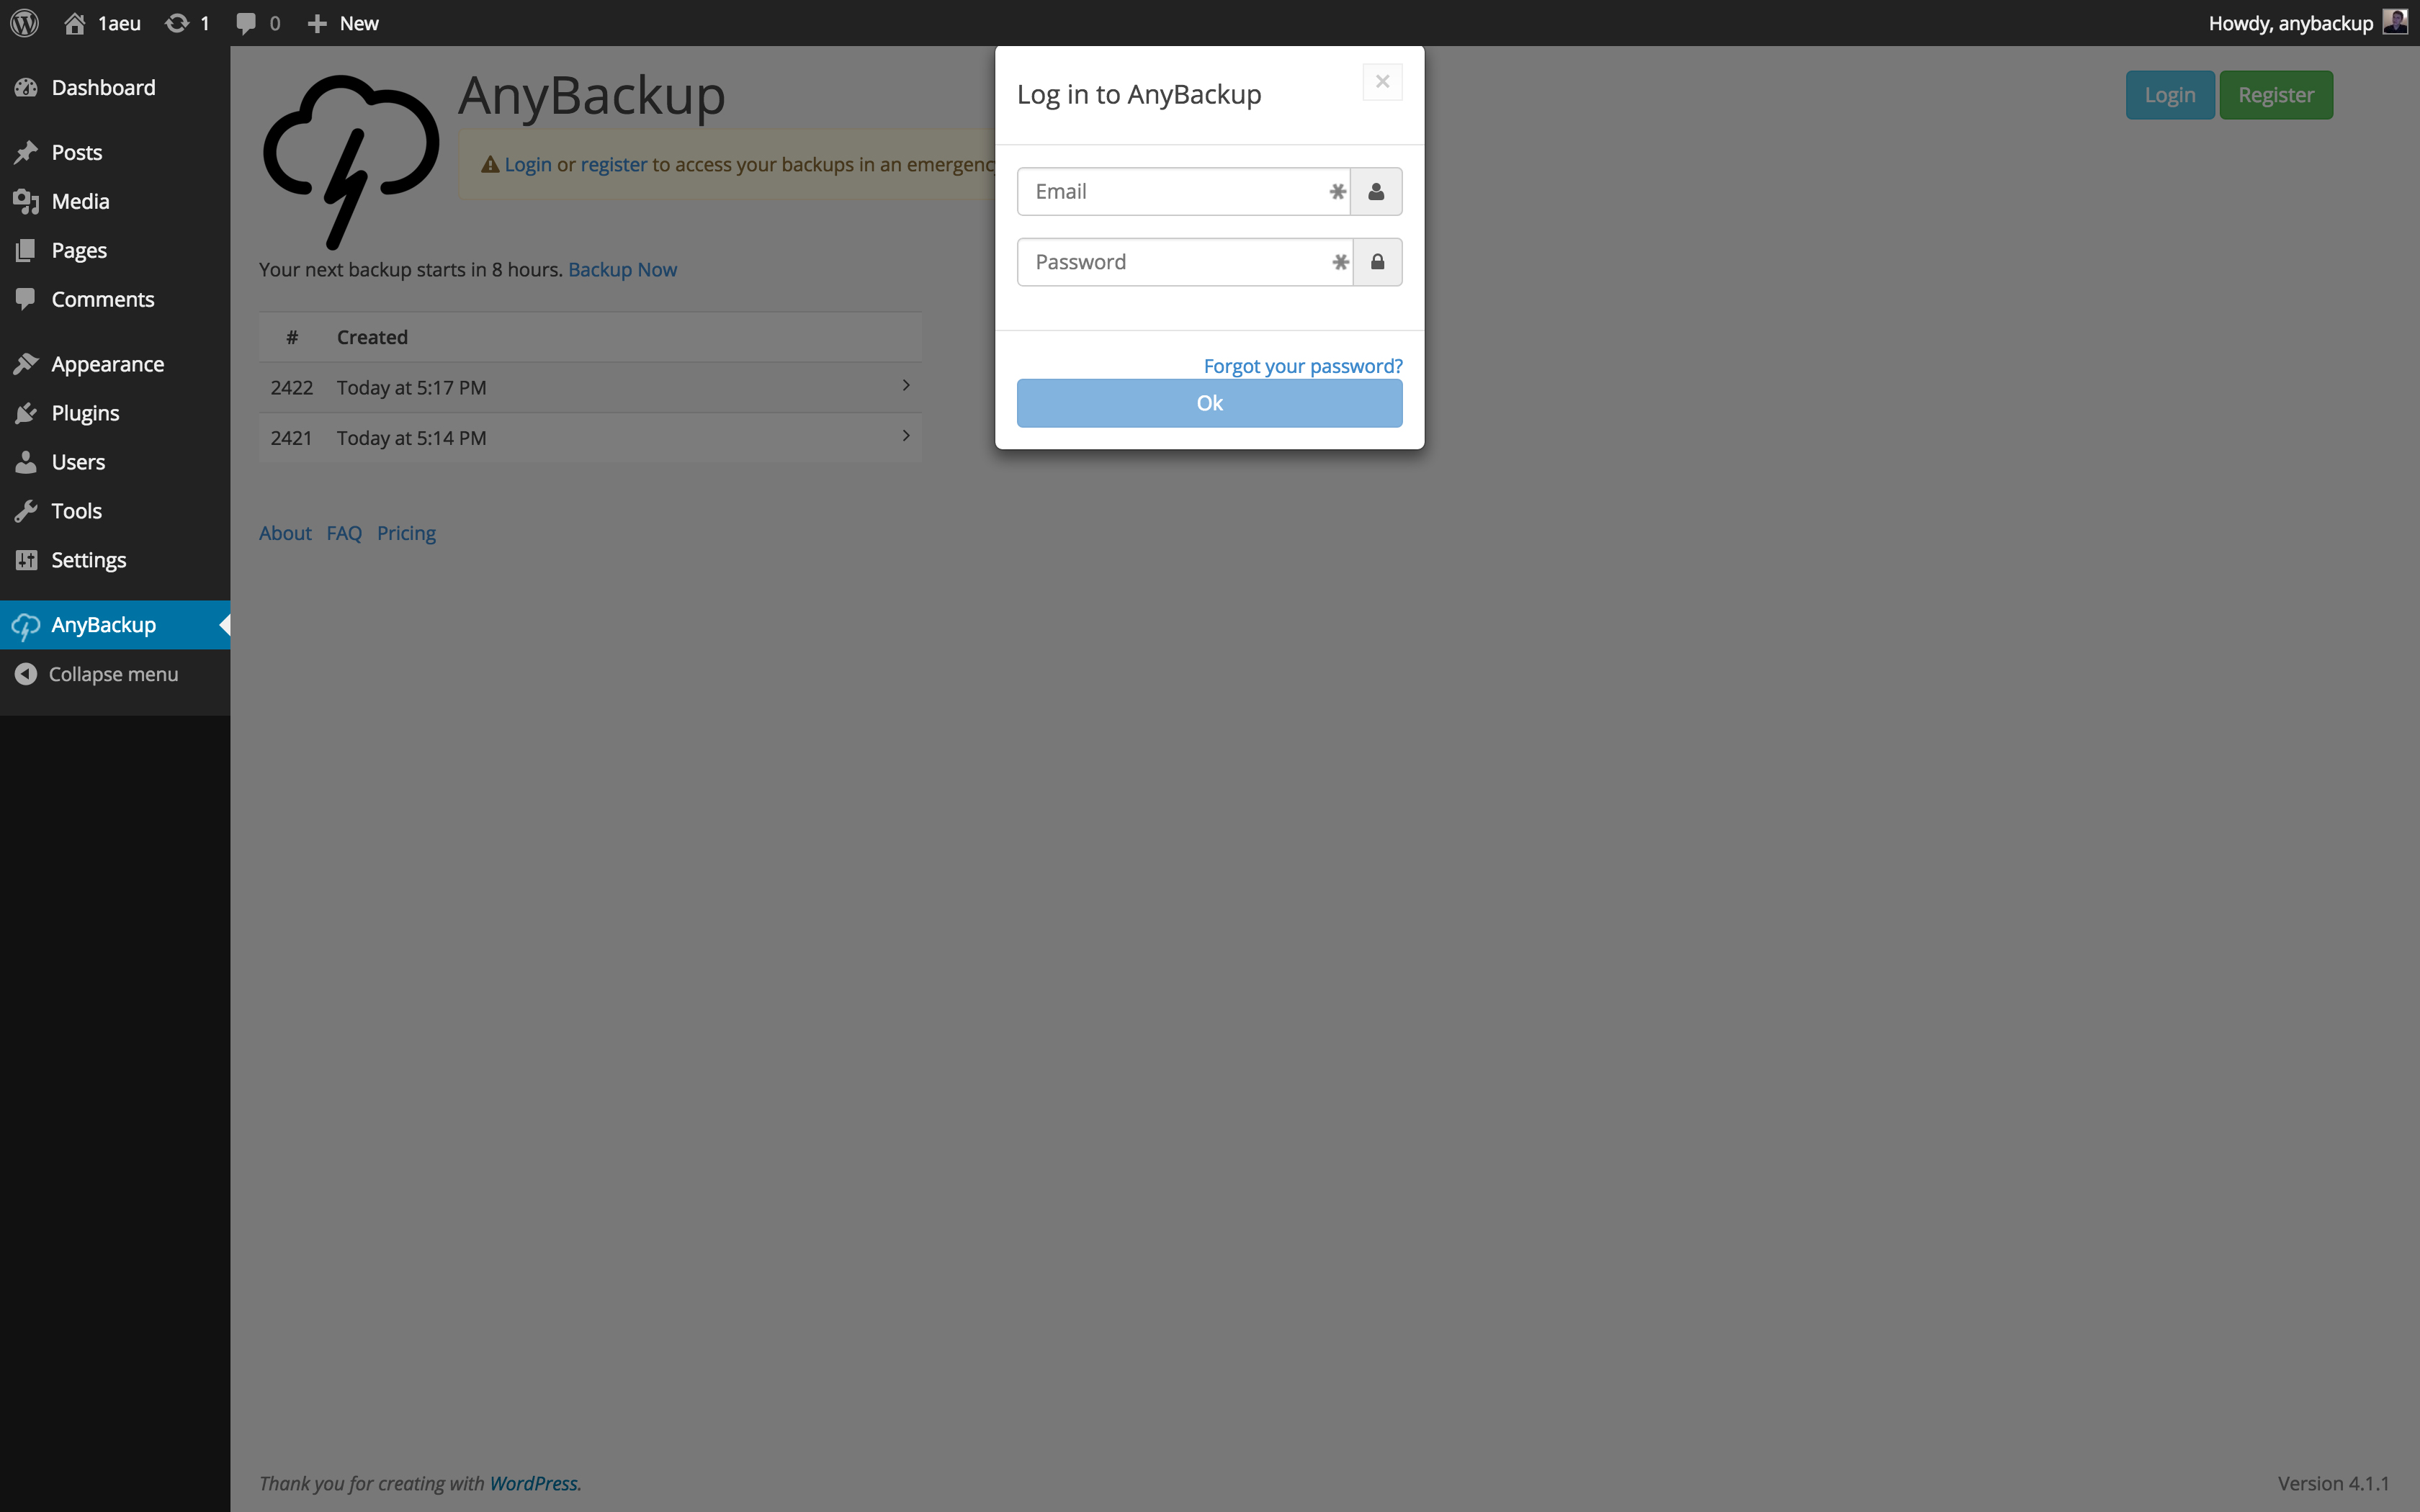 1aeu 1 0 New
Howdy, anybackup
Dashboard
Posts
Media
Pages
Comments
Appearance
Plugins
Users
Tools
Settings
AnyBackup
Collapse menu
AnyBackup
Login or register to access your backups in an emergenc
Login Register
Your next backup starts in 8 hours. Backup Now
# Created
2422 Today at 5:17 PM
2421 Today at 5:14 PM
About FAQ Pricing
Log in to AnyBackup
×
Email
Password
Forgot your password?
Ok
Thank you for creating with WordPress.
Version 4.1.1